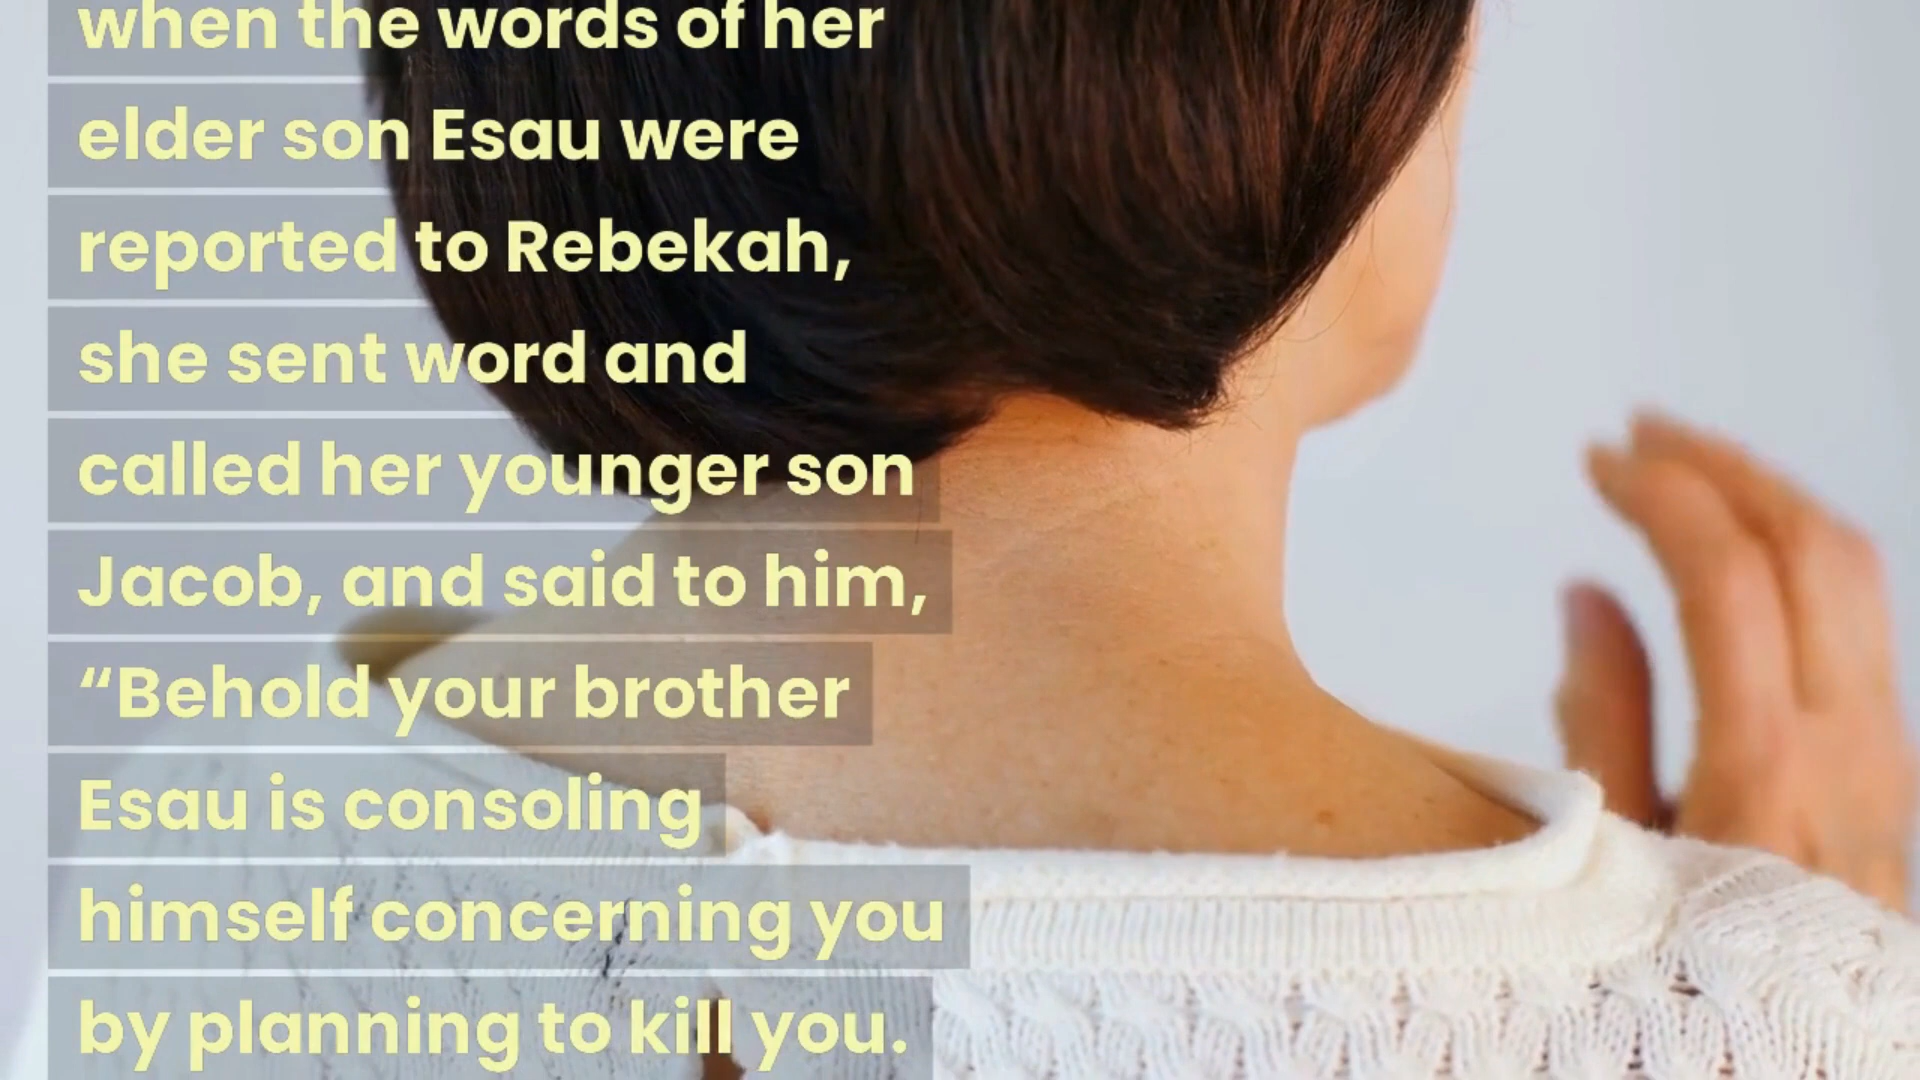 when the words of her
elder son Esau were
reported to Rebekah,
she sent word and
called her younger son
Jacob, and said to him,
“Behold your brother
Esau is consoling
himself concerning you
by planning to kill you.